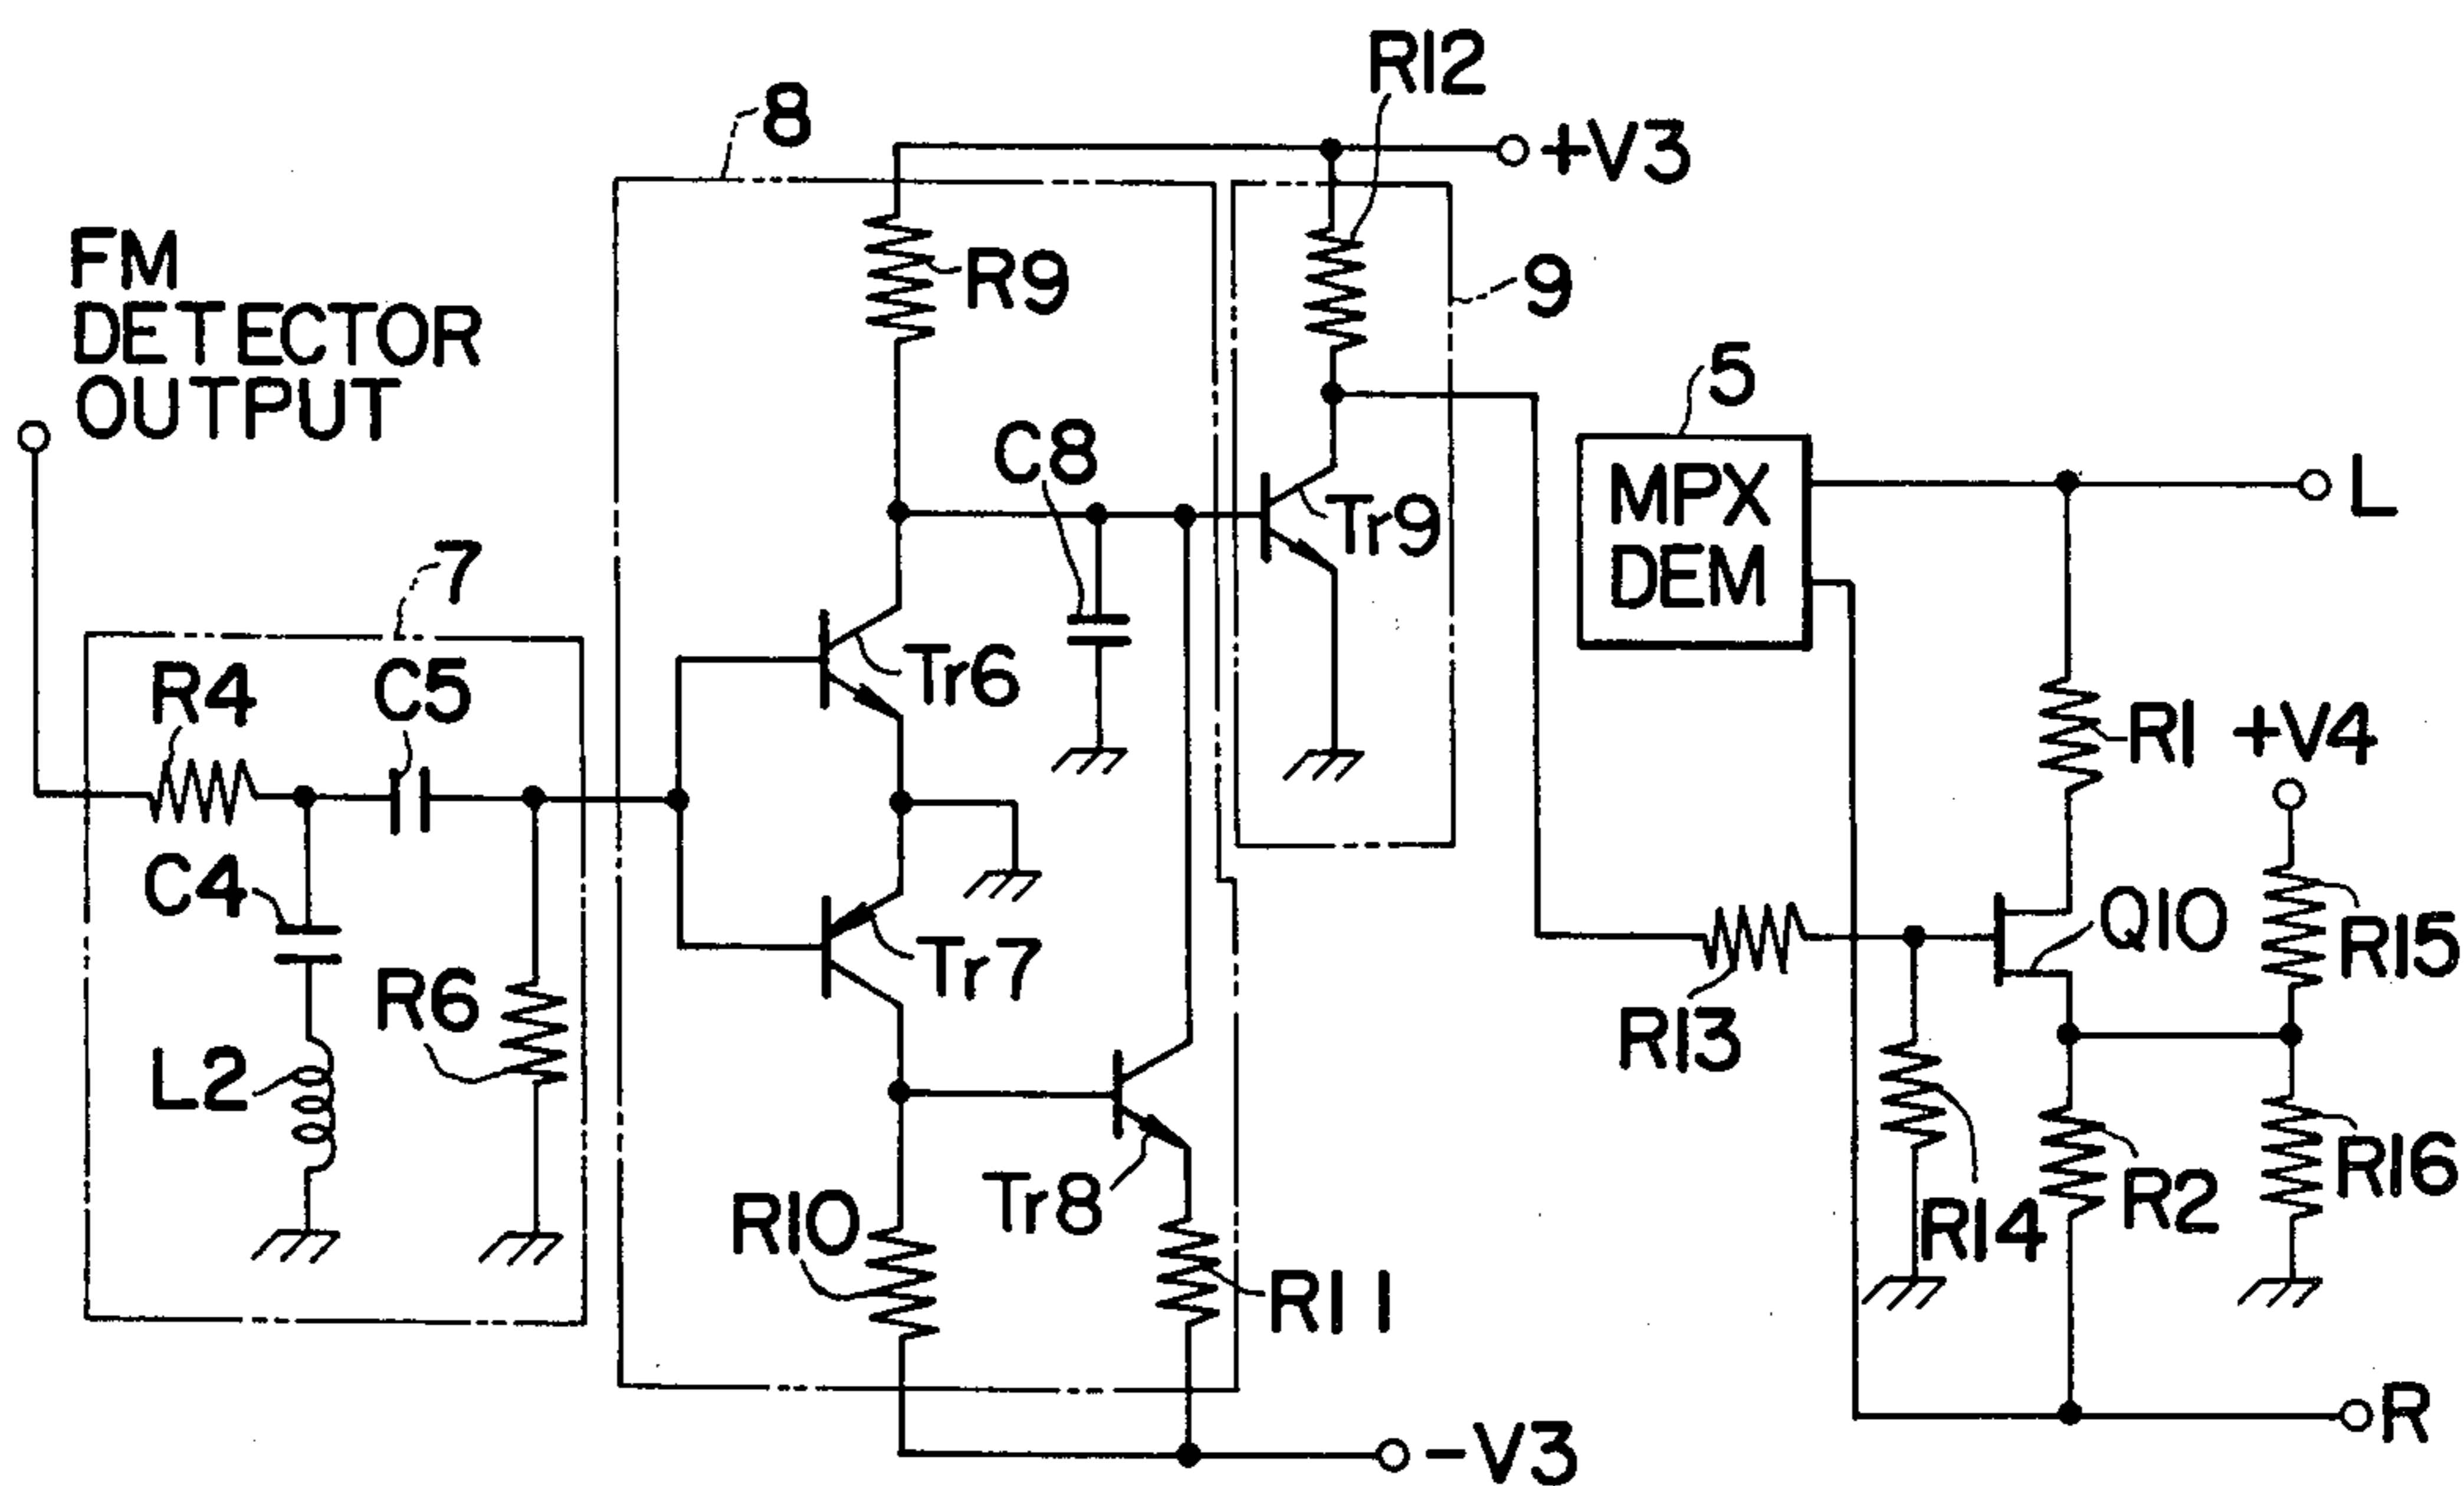 R12
8
+V3
FM
DETECTOR
OUTPUT
R9
9
5
C8
MPX
DEM
L
Tr9
7
R4
C5
Tr6
R1
+V4
C4
Q10
R15
Tr7
R6
R13
L2
R16
Tr8
R2
R10
R14
R11
R
-V3